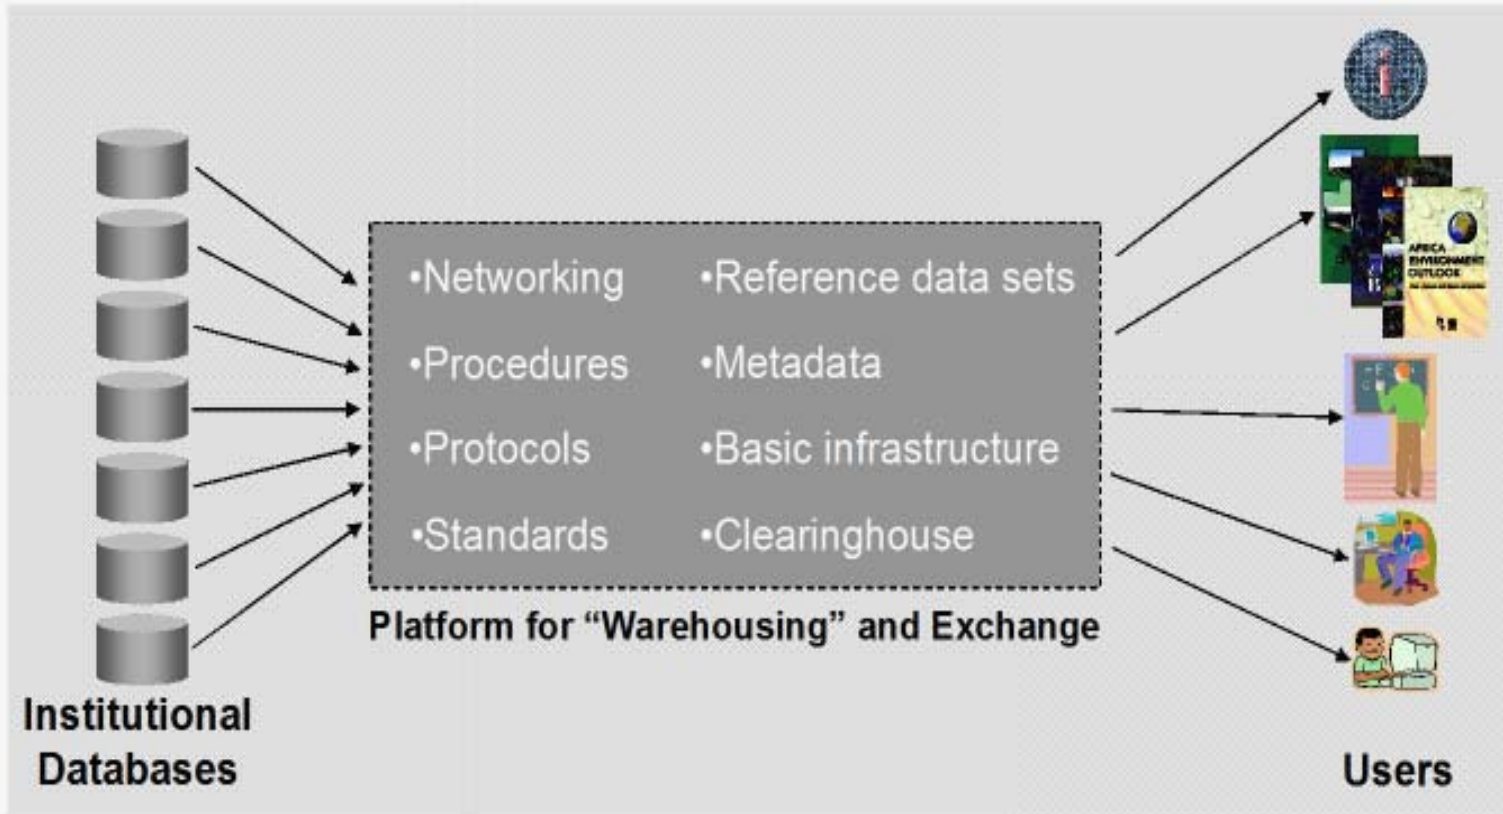 i
•Networking
•Reference data sets
•Procedures
•Metadata
•Protocols
•Basic infrastructure
•Standards
•Clearinghouse
Platform for “Warehousing” and Exchange
Institutional
Databases
Users
AFRICA
ENVIRONMENT
OUTLOOK